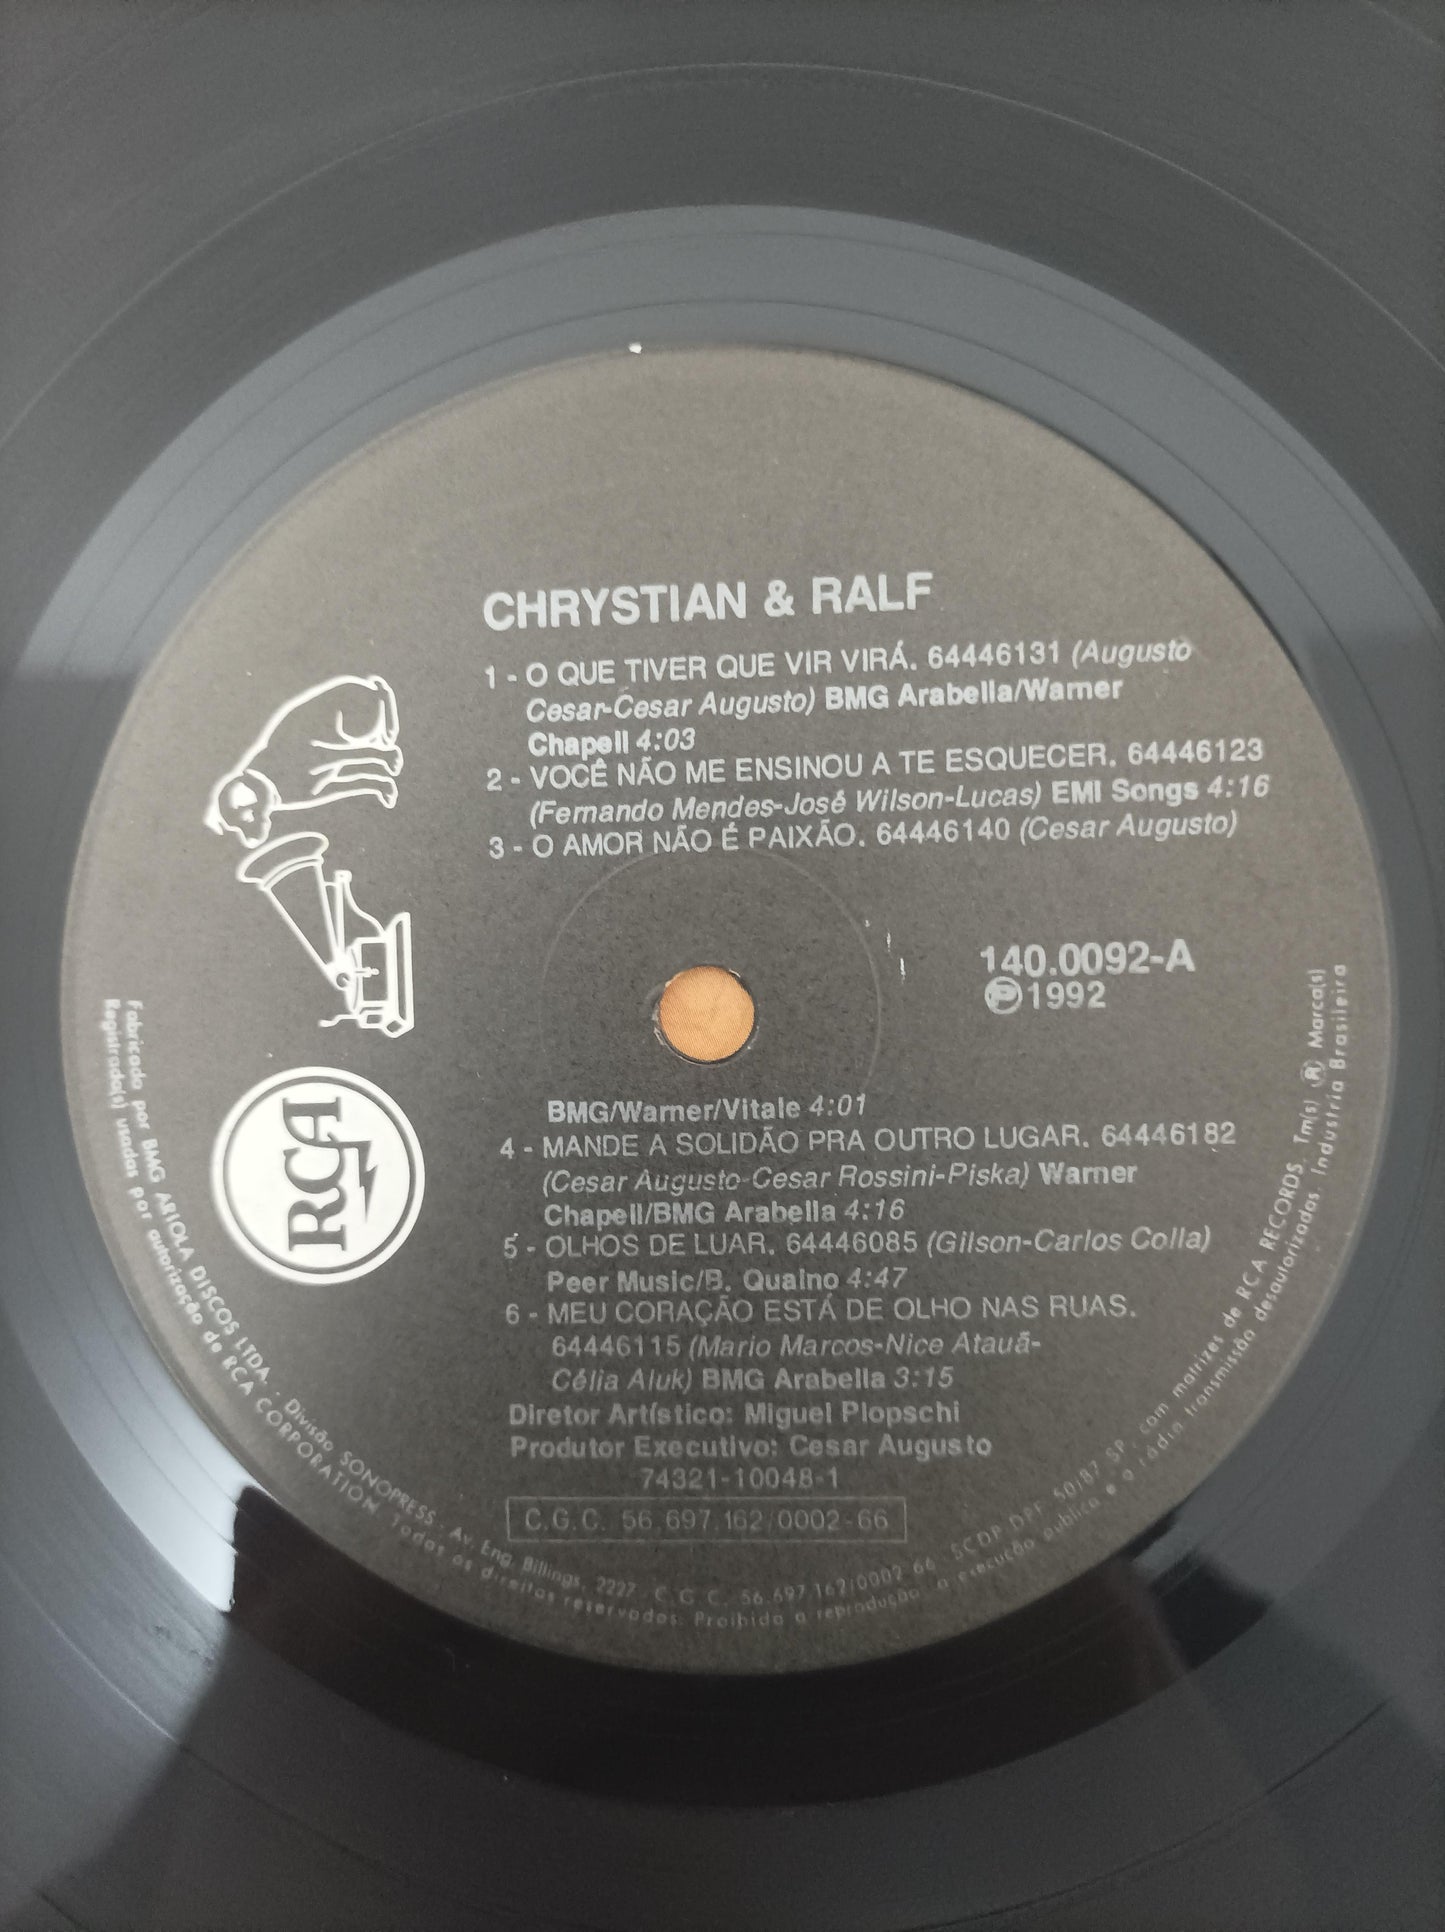 CHRYSTIAN & RALF
1 - O QUE TIVER QUE VIR VIRÁ. 64446131 (Augusto
Cesar-Cesar Augusto) BMG Arabella/Warner
Chapell 4:03
2 - VOCÊ NÃO ME ENSINOU A TE ESQUECER. 64446123
(Fernando Mendes-José Wilson-Lucas) EMI Songs 4:16
3 - O AMOR NÃO É PAIXÃO. 64446140 (Cesar Augusto)
140.0092-A
Ⓟ1992
BMG/Warner/Vitale 4:01
4 - MANDE A SOLIDÃO PRA OUTRO LUGAR. 64446182
(Cesar Augusto-Cesar Rossini-Piska) Warner
Chapell/BMG Arabella 4:16
5 - OLHOS DE LUAR. 64446085 (Gilson-Carlos Colla)
Peer Music/B. Quaino 4:47
6 - MEU CORAÇÃO ESTÁ DE OLHO NAS RUAS.
64446115 (Mario Marcos-Nice Atauã-
Célia Aluk) BMG Arabella 3:15
Diretor Artístico: Miguel Plopschi
Produtor Executivo: Cesar Augusto
74321-10048-1
C.G.C. 56.697.162/0002-66
RCA
Fabricado por BMG ARIOLA DISCOS LTDA. : Divisão SONOPRESS . Av. Eng. Billings, 2227 . C.G.C. 56.697.162/0002-66 . SCDP DPF 50/87 SP . com matrizes de RCA RECORDS. Tm(s) ® Marca(s)
Registrada(s) usadas por autorização de RCA CORPORATION. Todos os direitos reservados. Proibida a reprodução, a execução pública e a rádio transmissão desautorizadas Industria Brasileira